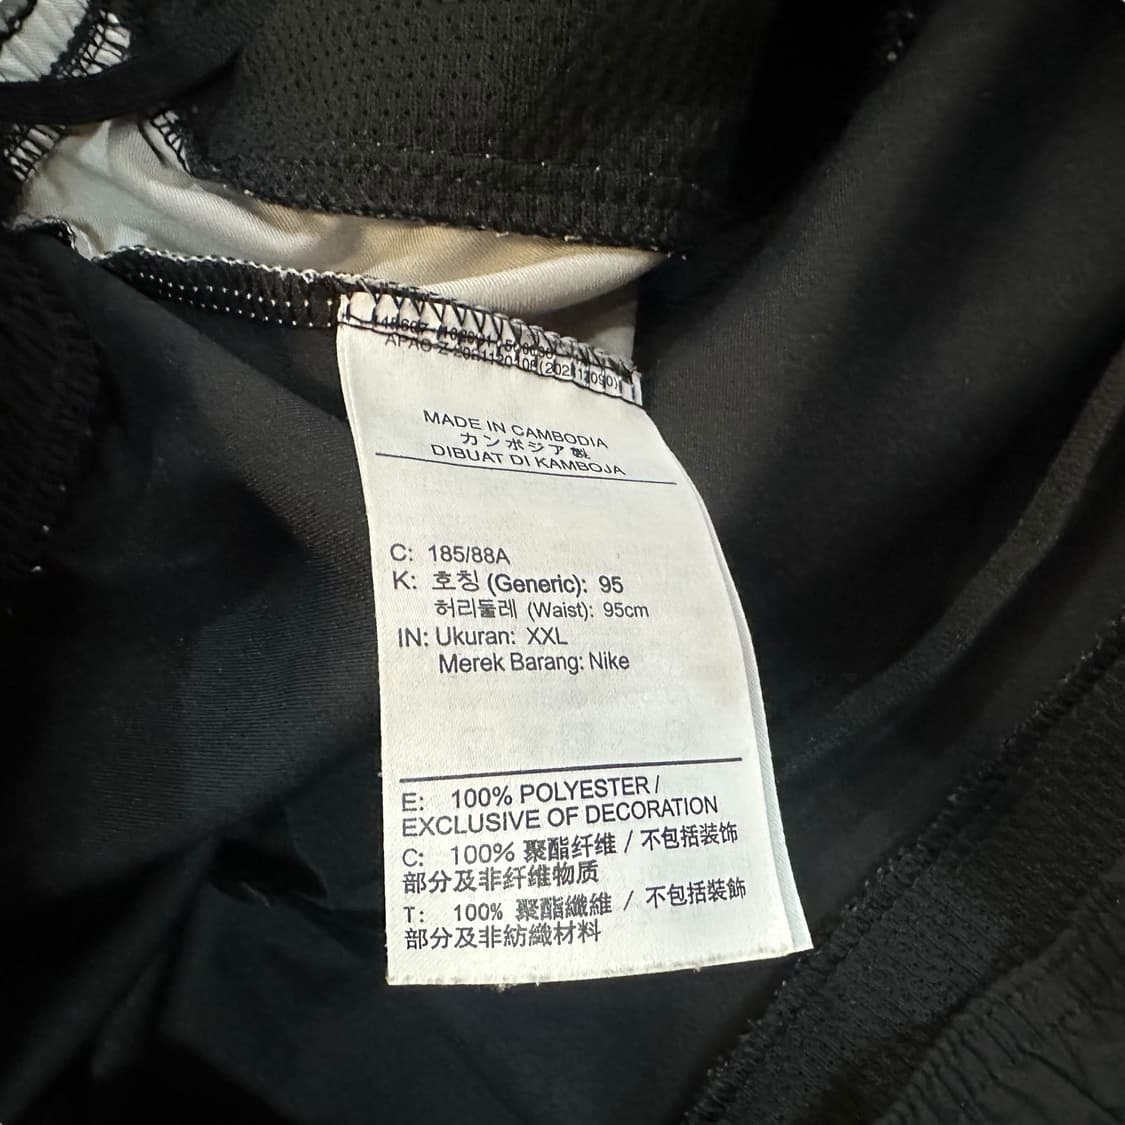 MADE IN CAMBODIA
カンボジア製
DIBUAT DI KAMBOJA
C: 185/88A
K: 호칭 (Generic): 95
허리둘레 (Waist): 95cm
IN: Ukuran: XXL
Merek Barang: Nike
E: 100% POLYESTER /
EXCLUSIVE OF DECORATION
C: 100% 聚酯纤维 / 不包括装饰
部分及非纤维物质
T: 100% 聚酯纖維 / 不包括裝飾
部分及非紡織材料